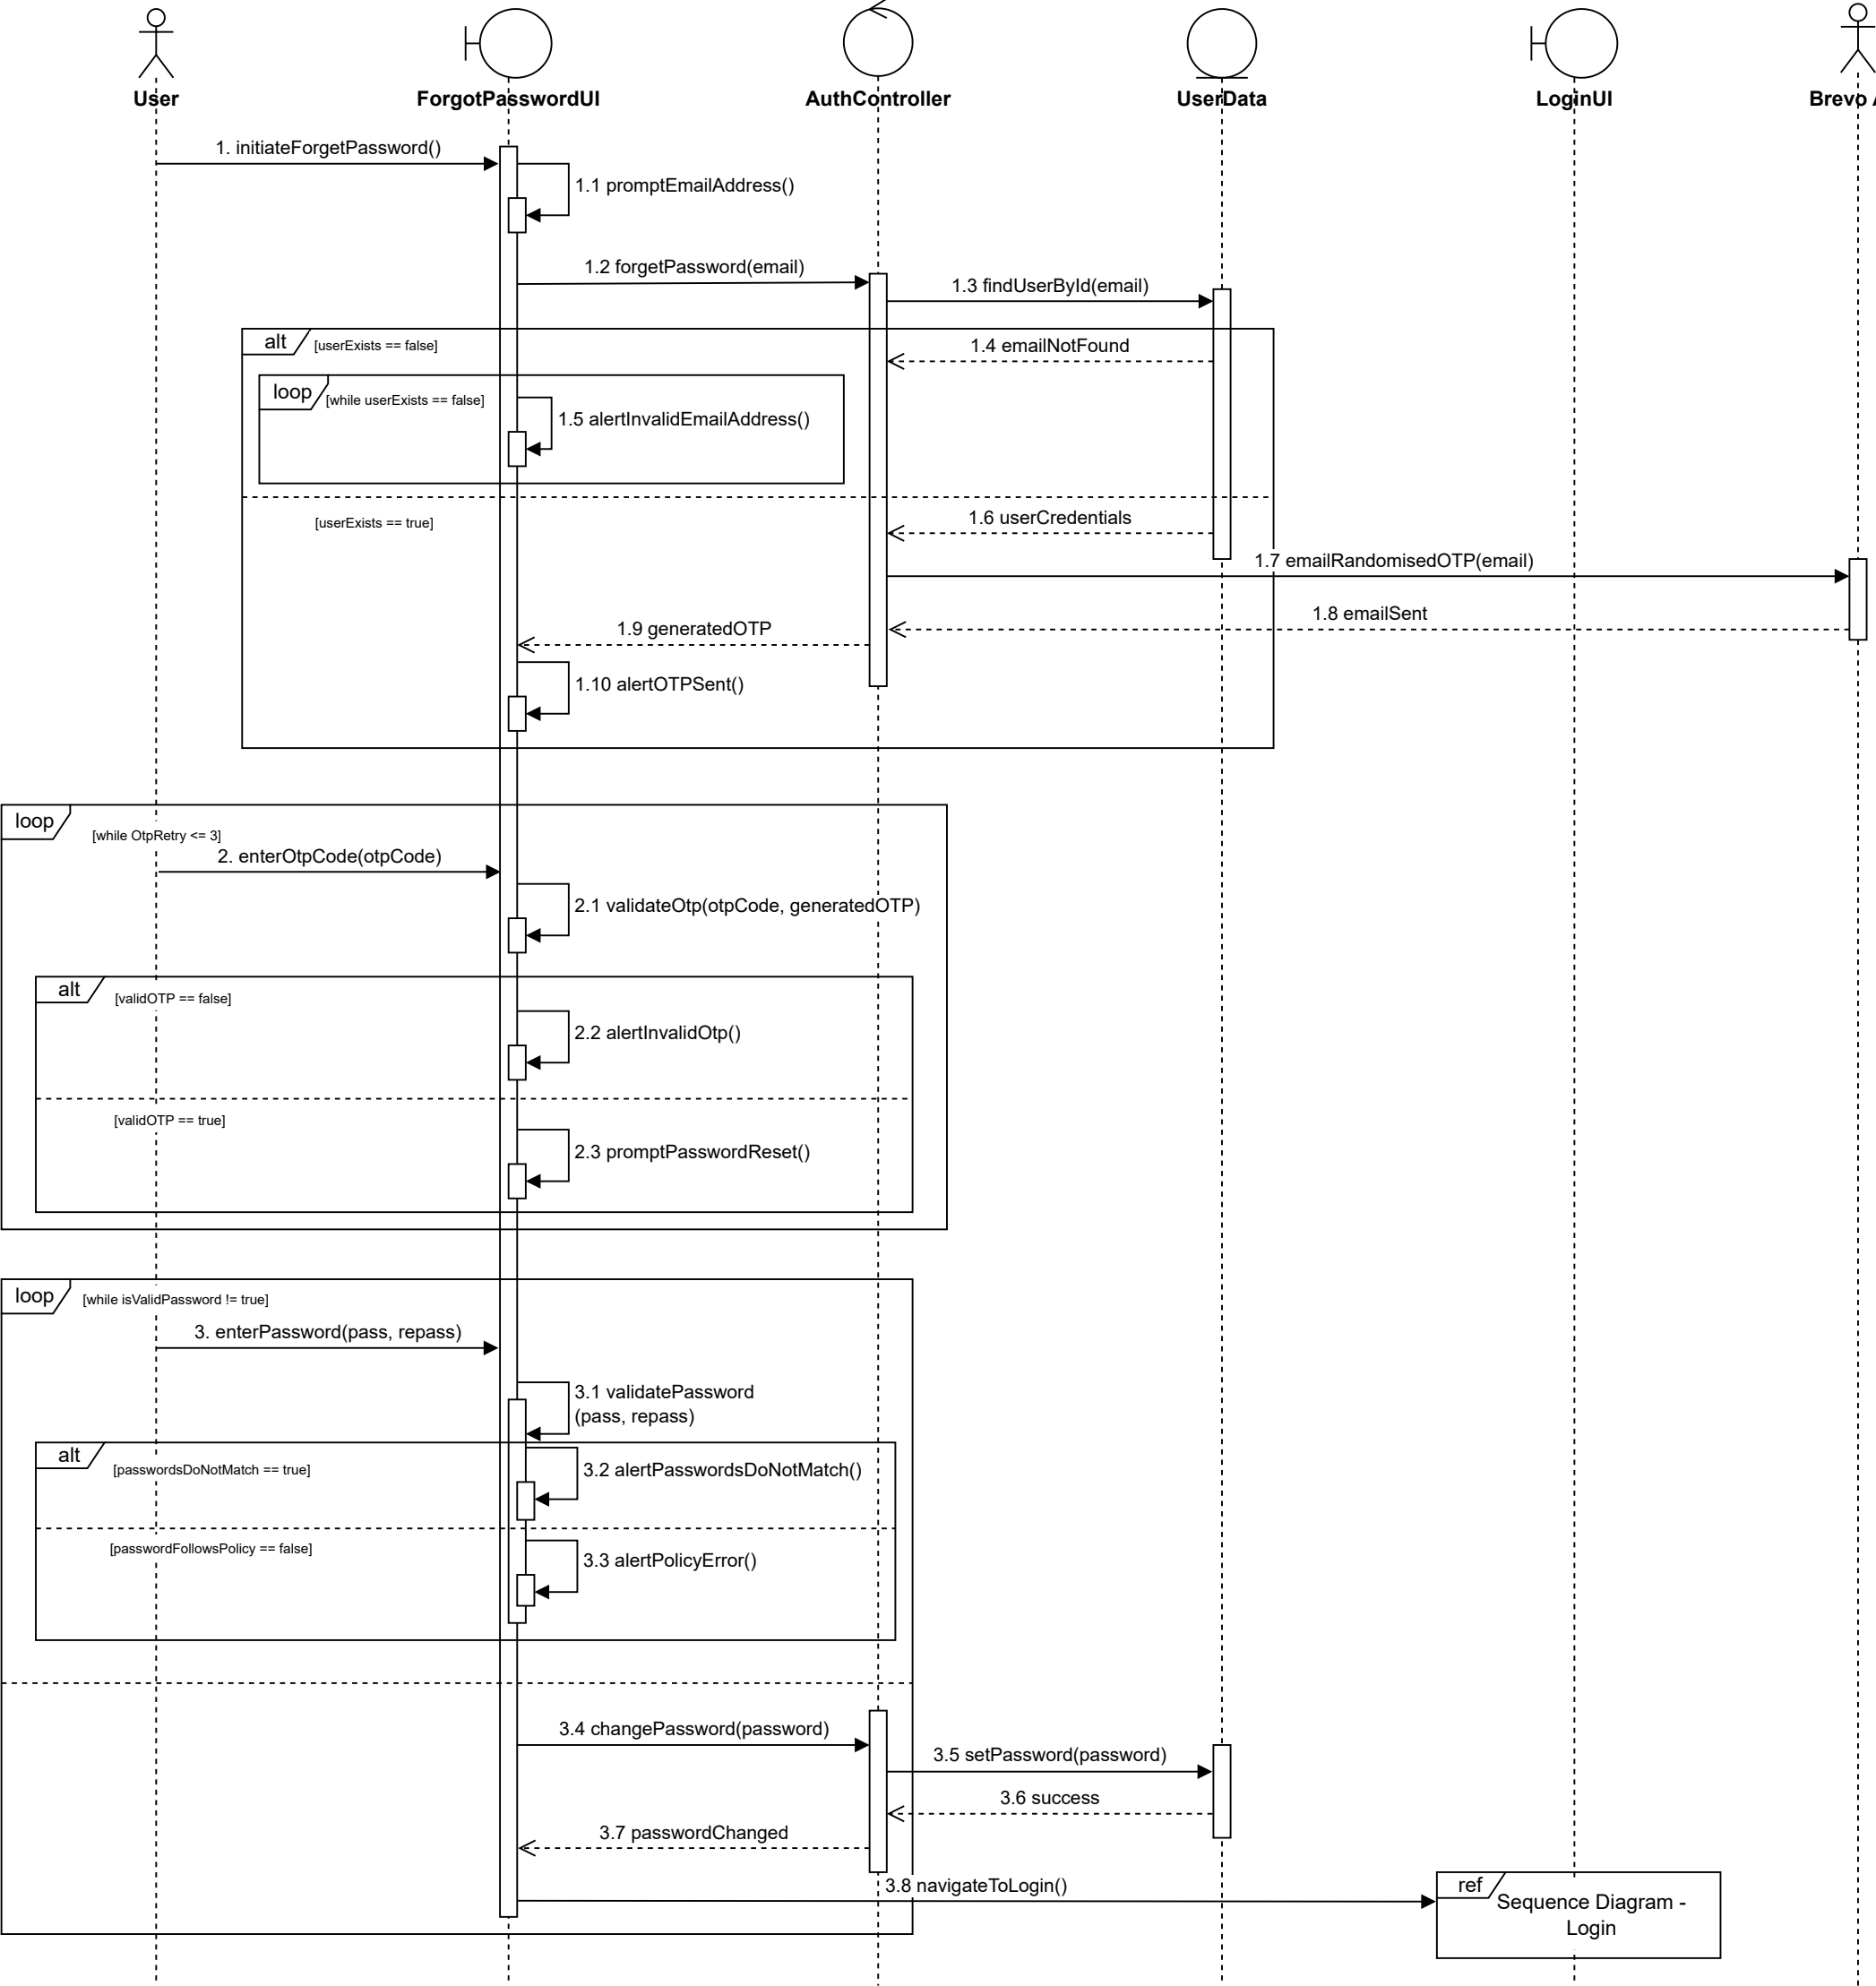 User
ForgotPasswordUI
AuthController
UserData
LoginUI
Brevo A
1. initiateForgetPassword()
1.1 promptEmailAddress()
1.2 forgetPassword(email)
1.3 findUserById(email)
alt
[userExists == false]
1.4 emailNotFound
loop
[while userExists == false]
1.5 alertInvalidEmailAddress()
[userExists == true]
1.6 userCredentials
1.7 emailRandomisedOTP(email)
1.8 emailSent
1.9 generatedOTP
1.10 alertOTPSent()
loop
[while OtpRetry <= 3]
2. enterOtpCode(otpCode)
2.1 validateOtp(otpCode, generatedOTP)
alt
[validOTP == false]
2.2 alertInvalidOtp()
[validOTP == true]
2.3 promptPasswordReset()
loop
[while isValidPassword != true]
3. enterPassword(pass, repass)
3.1 validatePassword
(pass, repass)
alt
[passwordsDoNotMatch == true]
3.2 alertPasswordsDoNotMatch()
[passwordFollowsPolicy == false]
3.3 alertPolicyError()
3.4 changePassword(password)
3.5 setPassword(password)
3.6 success
3.7 passwordChanged
3.8 navigateToLogin()
ref
Sequence Diagram -
Login